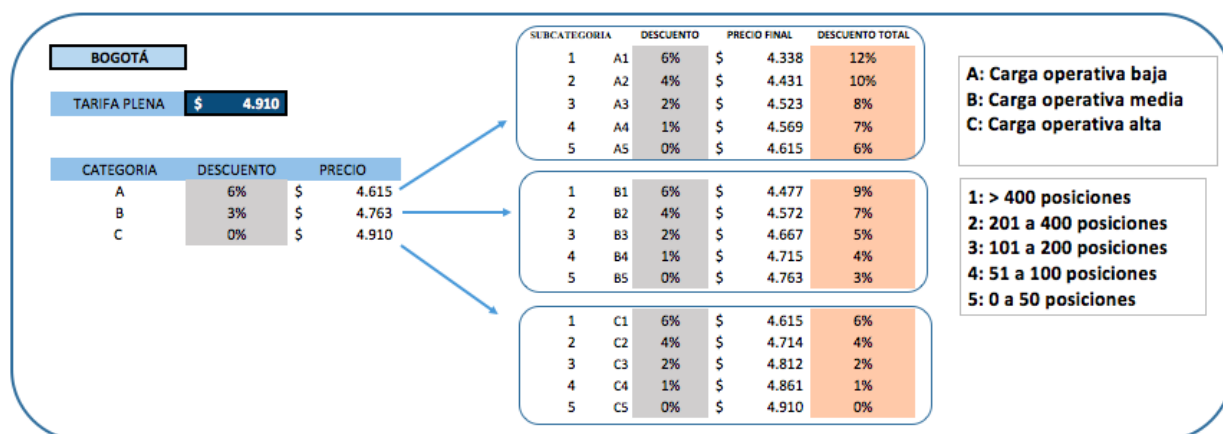 BOGOTÁ
TARIFA PLENA $ 4.910
CATEGORIA DESCUENTO PRECIO
A 6% $ 4.615
B 3% $ 4.763
C 0% $ 4.910
SUBCATEGORIA DESCUENTO PRECIO FINAL DESCUENTO TOTAL
1 A1 6% $ 4.338 12%
2 A2 4% $ 4.431 10%
3 A3 2% $ 4.523 8%
4 A4 1% $ 4.569 7%
5 A5 0% $ 4.615 6%
1 B1 6% $ 4.477 9%
2 B2 4% $ 4.572 7%
3 B3 2% $ 4.667 5%
4 B4 1% $ 4.715 4%
5 B5 0% $ 4.763 3%
1 C1 6% $ 4.615 6%
2 C2 4% $ 4.714 4%
3 C3 2% $ 4.812 2%
4 C4 1% $ 4.861 1%
5 C5 0% $ 4.910 0%
A: Carga operativa baja
B: Carga operativa media
C: Carga operativa alta
1: > 400 posiciones
2: 201 a 400 posiciones
3: 101 a 200 posiciones
4: 51 a 100 posiciones
5: 0 a 50 posiciones